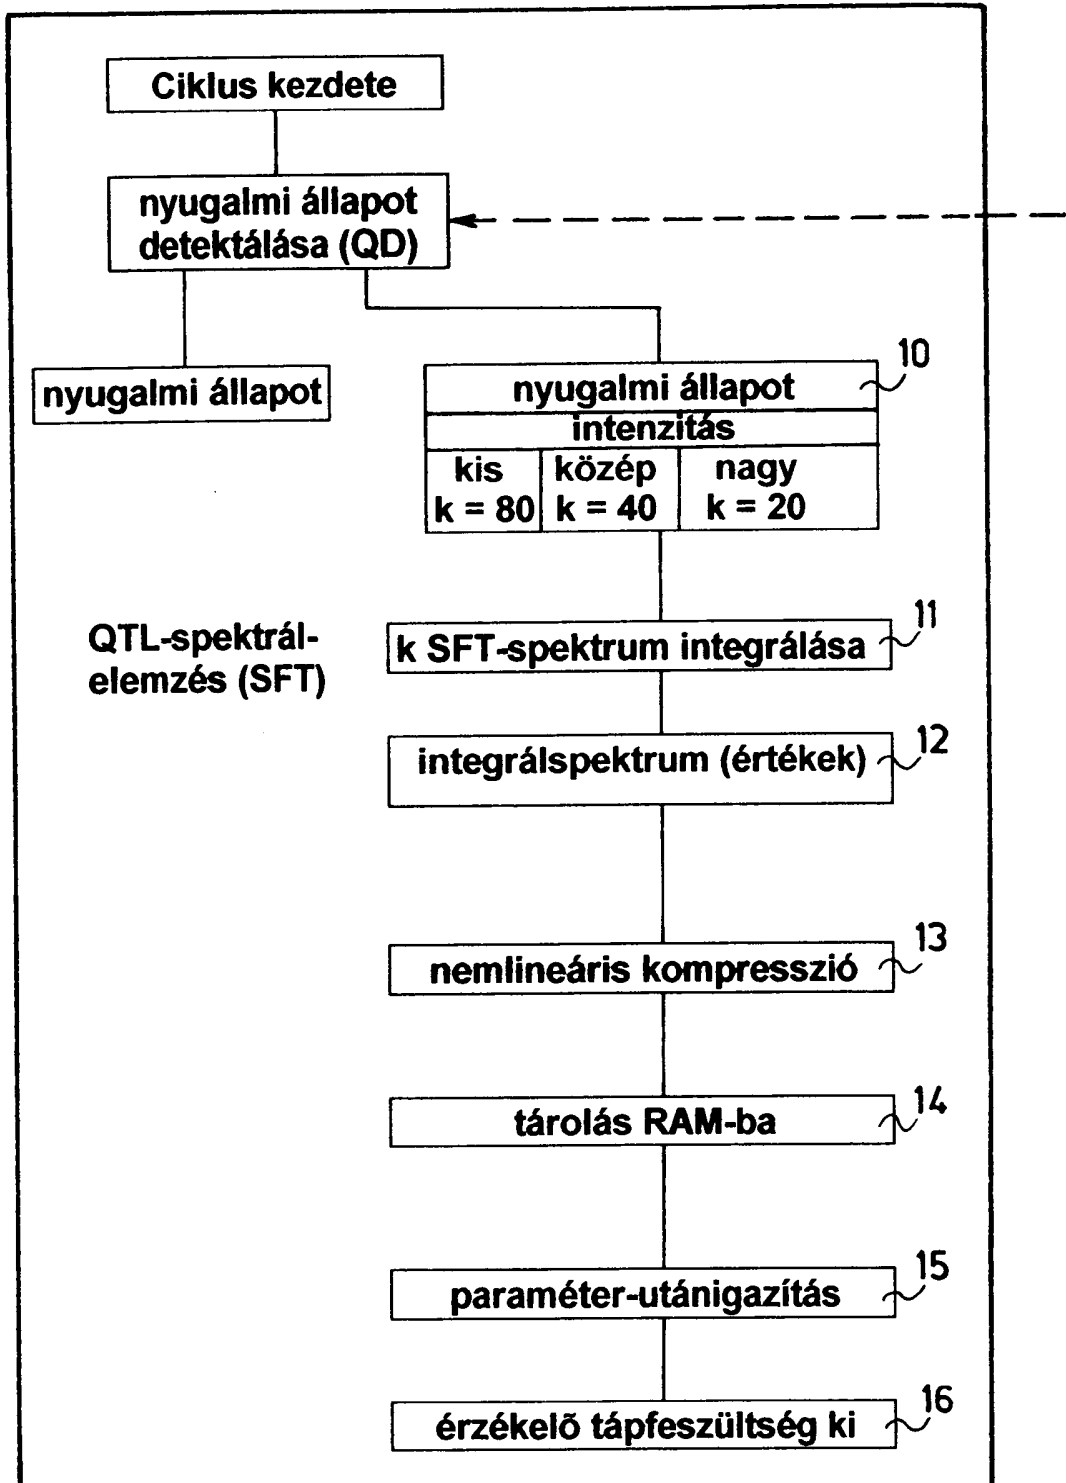 Ciklus kezdete
nyugalmi állapot
detektálása (QD)
nyugalmi állapot
10
nyugalmi állapot
intenzitás
kis közép nagy
k = 80 k = 40 k = 20
QTL-spektrál-
elemzés (SFT)
11
k SFT-spektrum integrálása
12
integrálspektrum (értékek)
13
nemlineáris kompresszió
14
tárolás RAM-ba
15
paraméter-utánigazítás
16
érzékelõ tápfeszültség ki